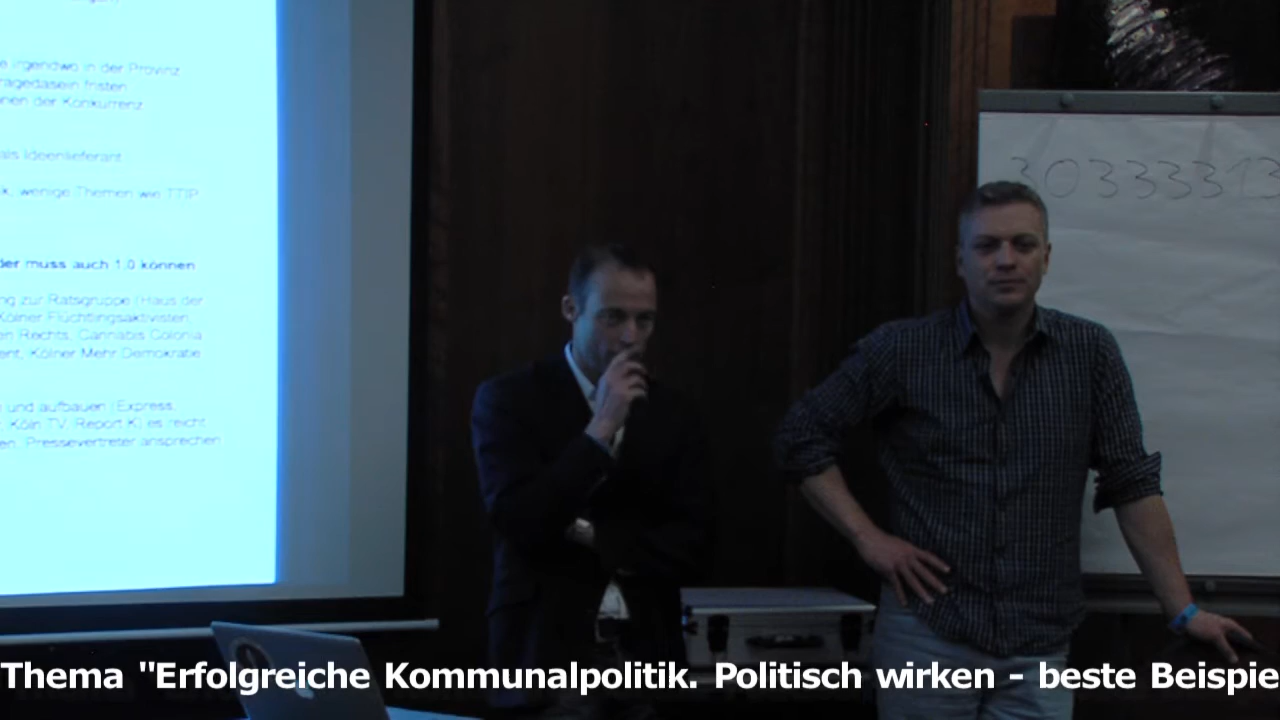 irgendwo in der Provinz
fristen
der Konkurrenz
als Ideenlieferant
wenige Themen wie TTIP
der muss auch 1.0 können
ng zur Ratsgruppe (Haus der
Kölner Flüchtlingsaktivisten,
en Rechts, Cannabis Colonia
ent, Kölner Mehr Demokratie
und aufbauen (Express,
Köln TV, Report K) es reicht
en, Pressevertreter ansprechen
30333313
Thema "Erfolgreiche Kommunalpolitik. Politisch wirken - beste Beispie